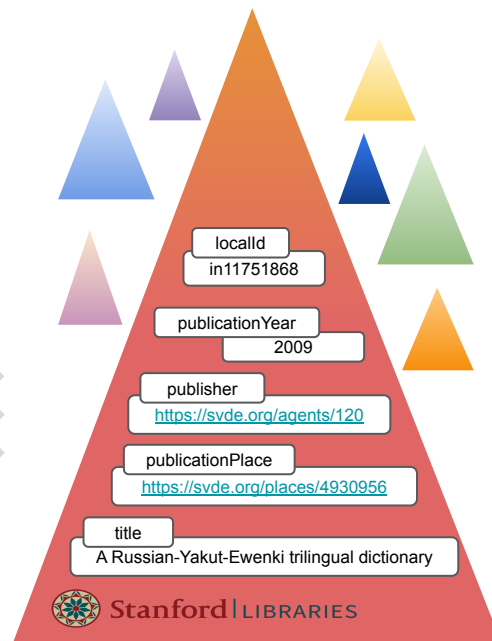 localId
in11751868
publicationYear
2009
publisher
https://svde.org/agents/120
publicationPlace
https://svde.org/places/4930956
title
A Russian-Yakut-Ewenki trilingual dictionary
Stanford | LIBRARIES